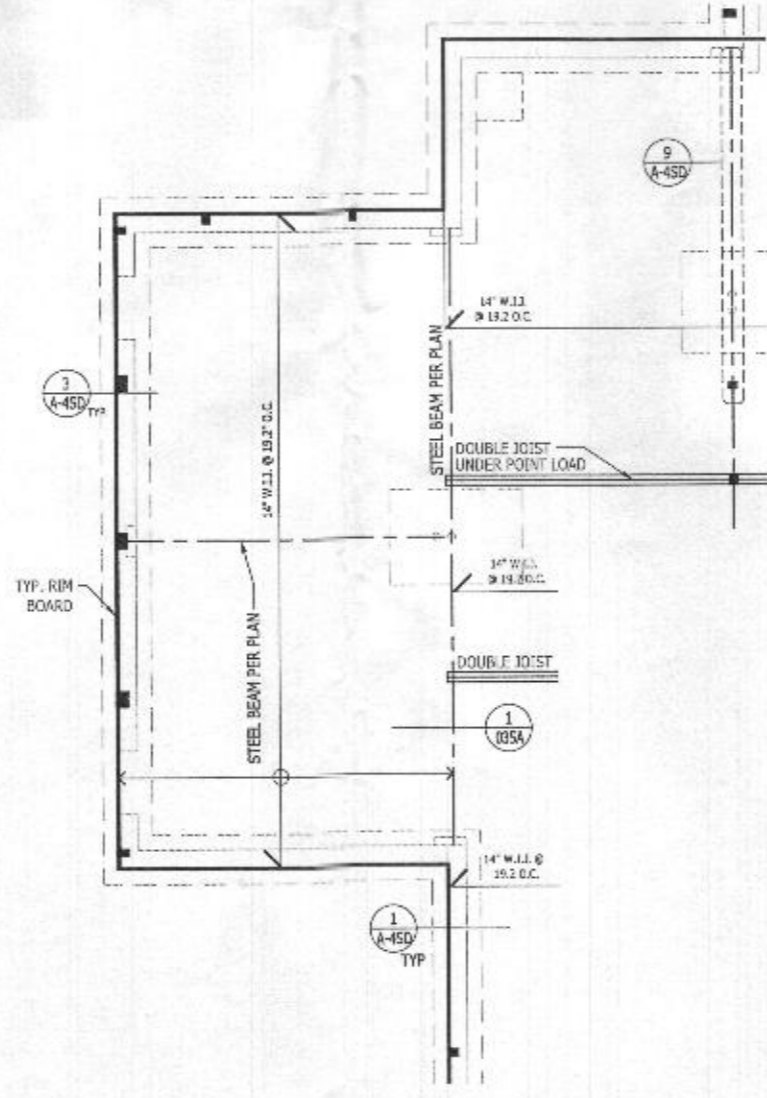 9
A-4SD
14" W.I.J.
@ 19.2 O.C.
STEEL BEAM PER PLAN
3
A-4SD TYP.
14" W.I.J. @ 19.2" O.C.
DOUBLE JOIST
UNDER POINT LOAD
14" W.I.J.
@ 19.2 O.C.
TYP. RIM
BOARD
STEEL BEAM PER PLAN
DOUBLE JOIST
1
03SA
14" W.I.J. @
19.2 O.C.
1
A-4SD
TYP